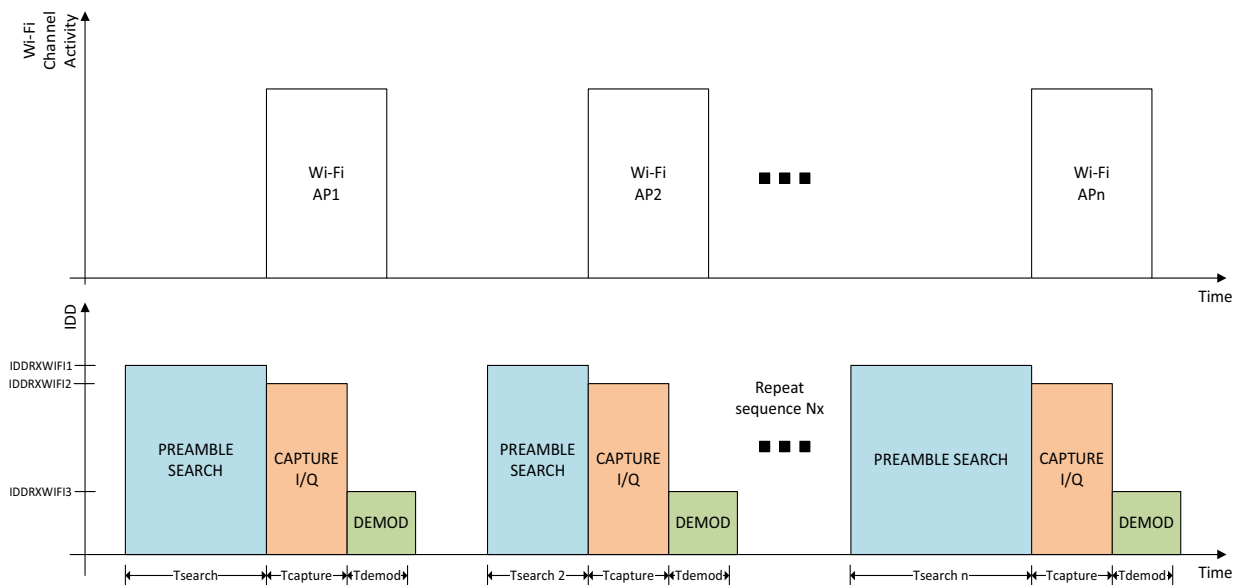 Wi-Fi
Channel
Activity
Wi-Fi
AP1
Wi-Fi
AP2
Wi-Fi
APn
Time
IDD
IDDRXWIFI1
IDDRXWIFI2
IDDRXWIFI3
PREAMBLE
SEARCH
CAPTURE
I/Q
DEMOD
PREAMBLE
SEARCH
CAPTURE
I/Q
DEMOD
Repeat
sequence Nx
PREAMBLE SEARCH
CAPTURE
I/Q
DEMOD
Tsearch
Tcapture
Tdemod
Tsearch 2
Tcapture
Tdemod
Tsearch n
Tcapture
Tdemod
Time